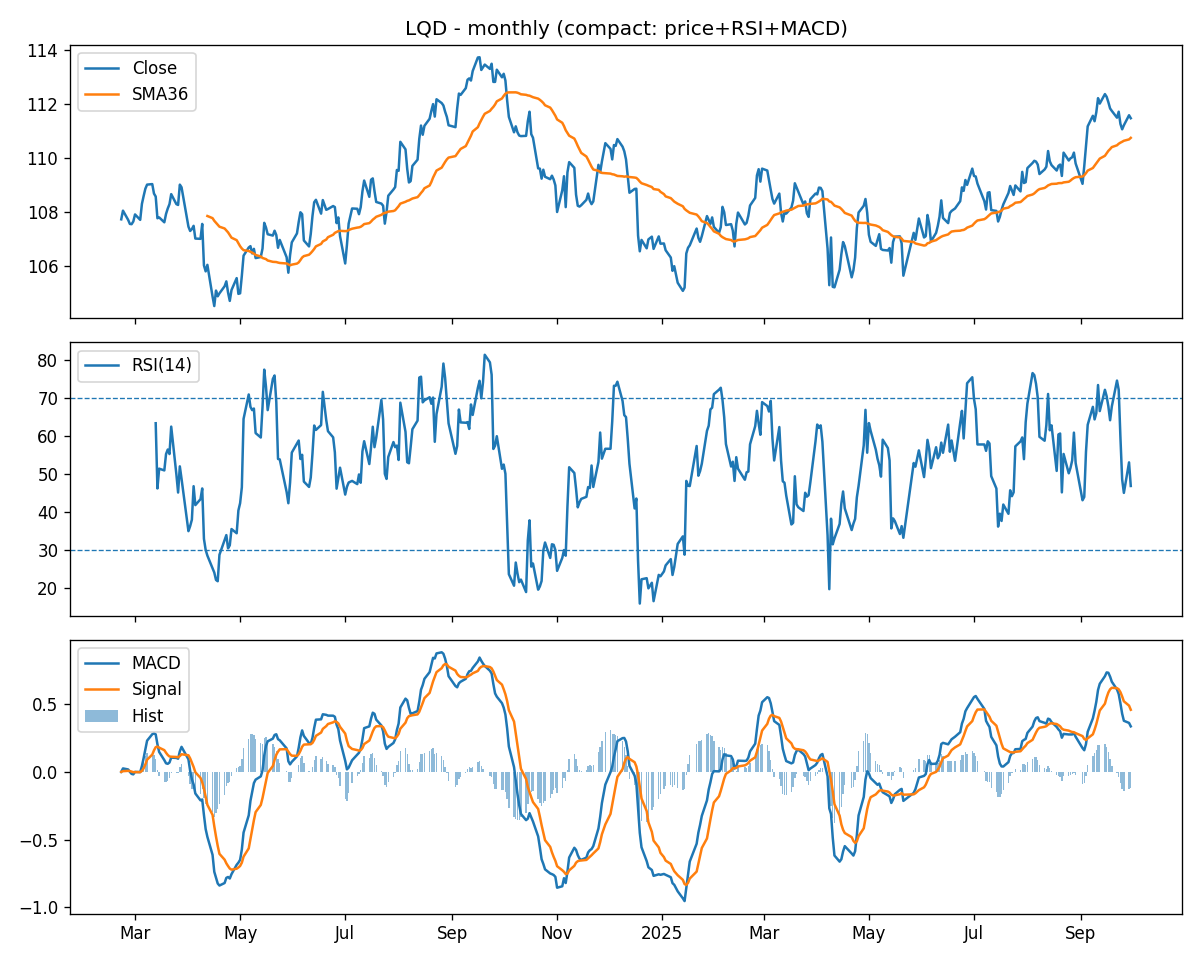 LQD - monthly (compact: price+RSI+MACD)
114
112
110
108
106
Close
SMA36
Mar
May
Jul
Sep
Nov
2025
Mar
May
Jul
Sep
80
70
60
50
40
30
20
RSI(14)
0.5
0.0
−0.5
−1.0
MACD
Signal
Hist